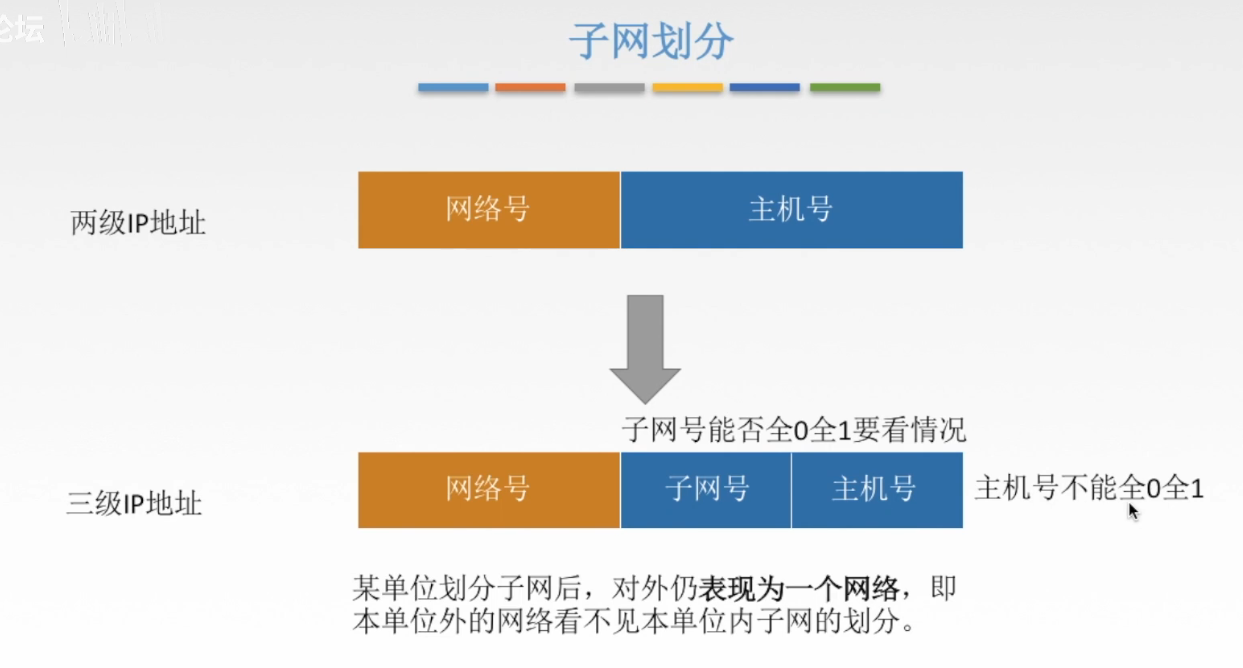 论坛
子网划分
两级IP地址
网络号
主机号
子网号能否全0全1要看情况
三级IP地址
网络号
子网号
主机号
主机号不能全0全1
某单位划分子网后，对外仍表现为一个网络，即
本单位外的网络看不见本单位内子网的划分。